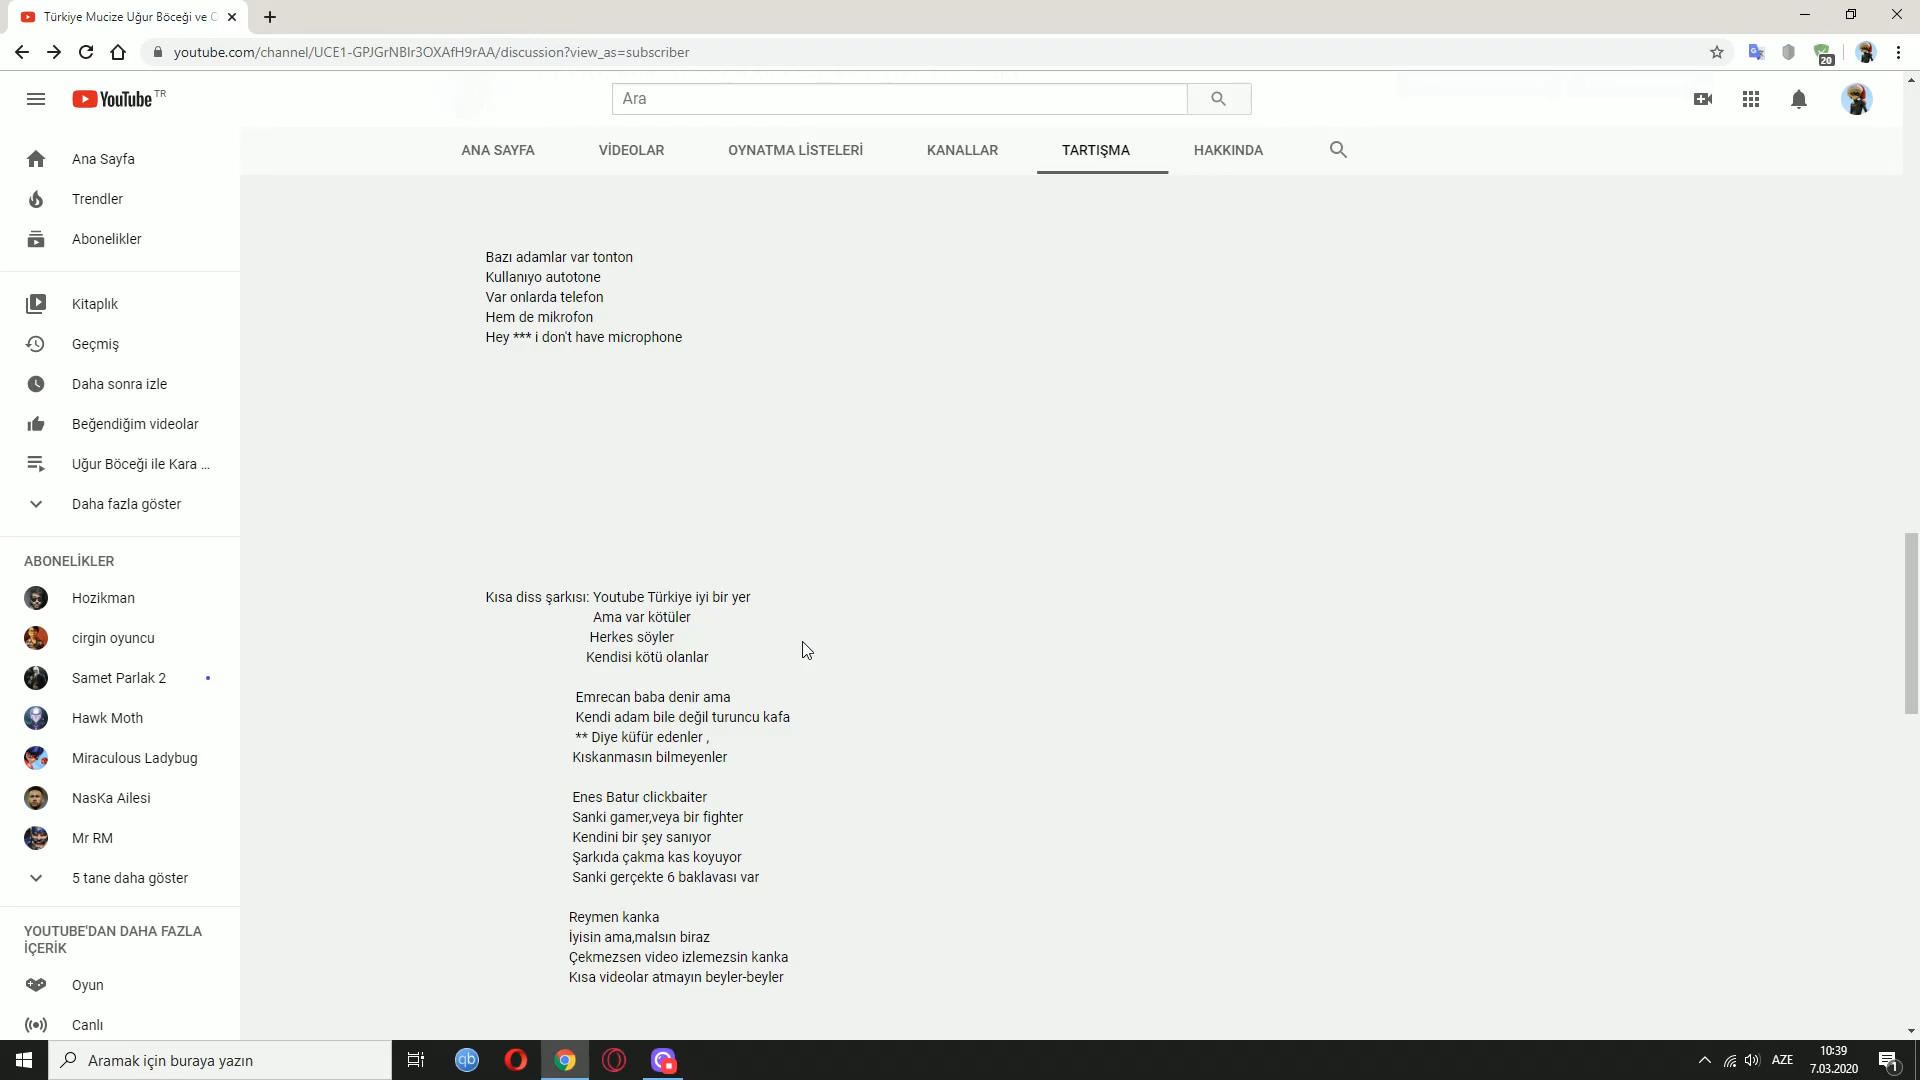 Türkiye Mucize Uğur Böceği ve
youtube.com/channel/UCE1-GPJGrNBIr3OXAfH9rAA/discussion?view_as=subscriber
20
YouTube TR
Ara
ANA SAYFA
VİDEOLAR
OYNATMA LİSTELERİ
KANALLAR
TARTIŞMA
HAKKINDA
Ana Sayfa
Trendler
Abonelikler
Kitaplık
Geçmiş
Daha sonra izle
Beğendiğim videolar
Uğur Böceği ile Kara ...
Daha fazla göster
ABONELİKLER
Hozikman
cirgin oyuncu
Samet Parlak 2
Hawk Moth
Miraculous Ladybug
NasKa Ailesi
Mr RM
5 tane daha göster
YOUTUBE'DAN DAHA FAZLA
İÇERİK
Oyun
Canlı
Bazı adamlar var tonton
Kullanıyo autotone
Var onlarda telefon
Hem de mikrofon
Hey *** i don't have microphone
Kısa diss şarkısı: Youtube Türkiye iyi bir yer
Ama var kötüler
Herkes söyler
Kendisi kötü olanlar
Emrecan baba denir ama
Kendi adam bile değil turuncu kafa
** Diye küfür edenler ,
Kıskanmasın bilmeyenler
Enes Batur clickbaiter
Sanki gamer,veya bir fighter
Kendini bir şey sanıyor
Şarkıda çakma kas koyuyor
Sanki gerçekte 6 baklavası var
Reymen kanka
İyisin ama,malsın biraz
Çekmezsen video izlemezsin kanka
Kısa videolar atmayın beyler-beyler
Aramak için buraya yazın
qb
AZE
10:39
7.03.2020
1